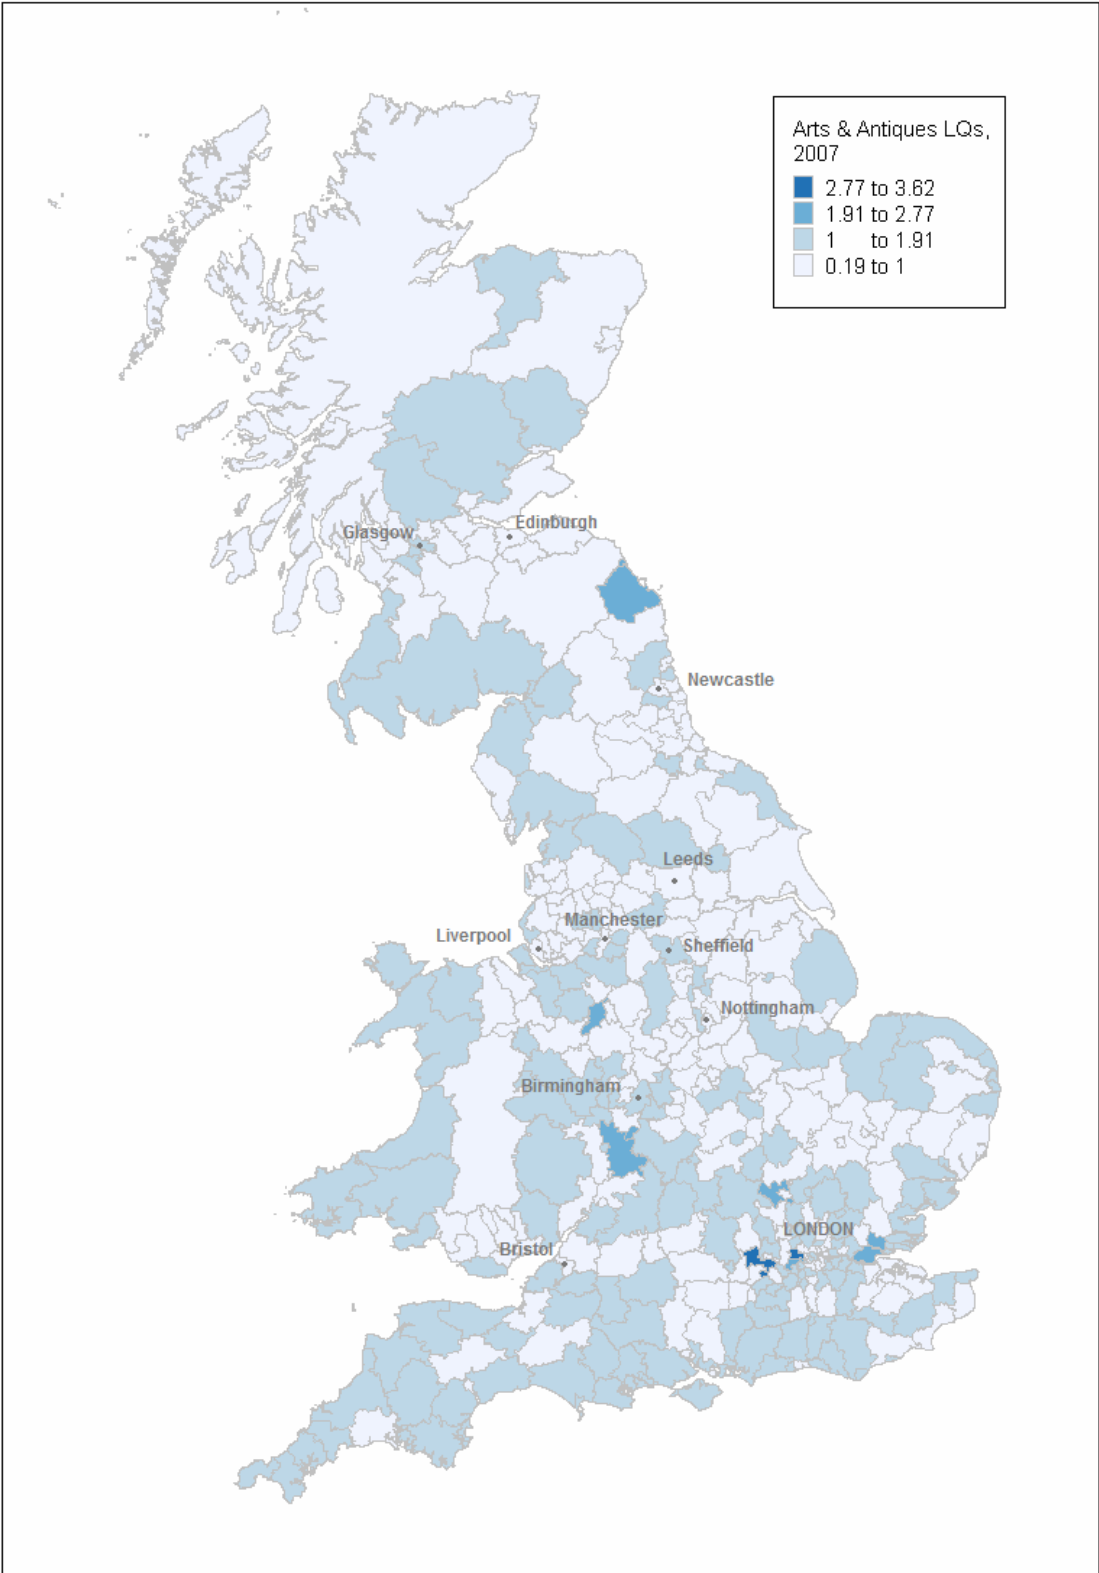 Arts & Antiques LQs,
2007
2.77 to 3.62
1.91 to 2.77
1 to 1.91
0.19 to 1
Edinburgh
Glasgow
Newcastle
Leeds
Manchester
Liverpool
Sheffield
Nottingham
Birmingham
LONDON
Bristol